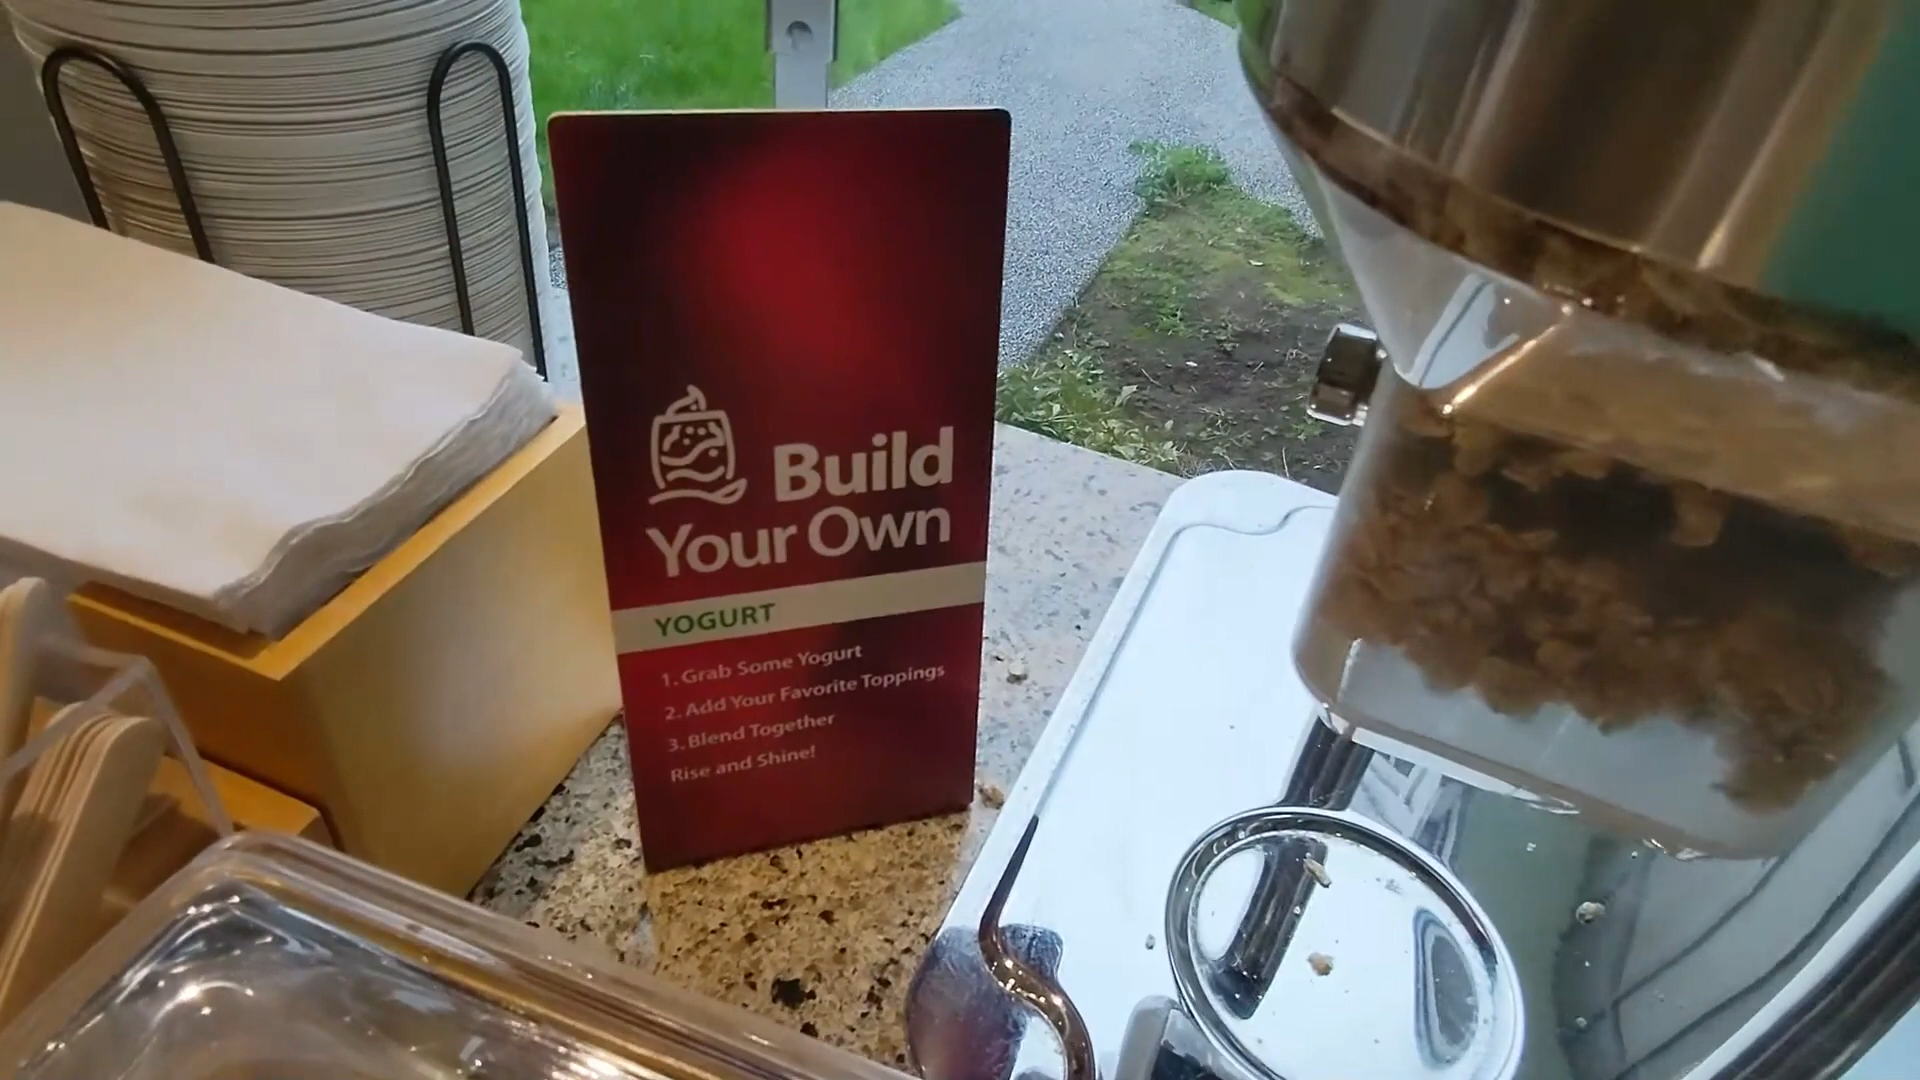 Build
Your Own
YOGURT
1. Grab Some Yogurt
2. Add Your Favorite Toppings
3. Blend Together
Rise and Shine!